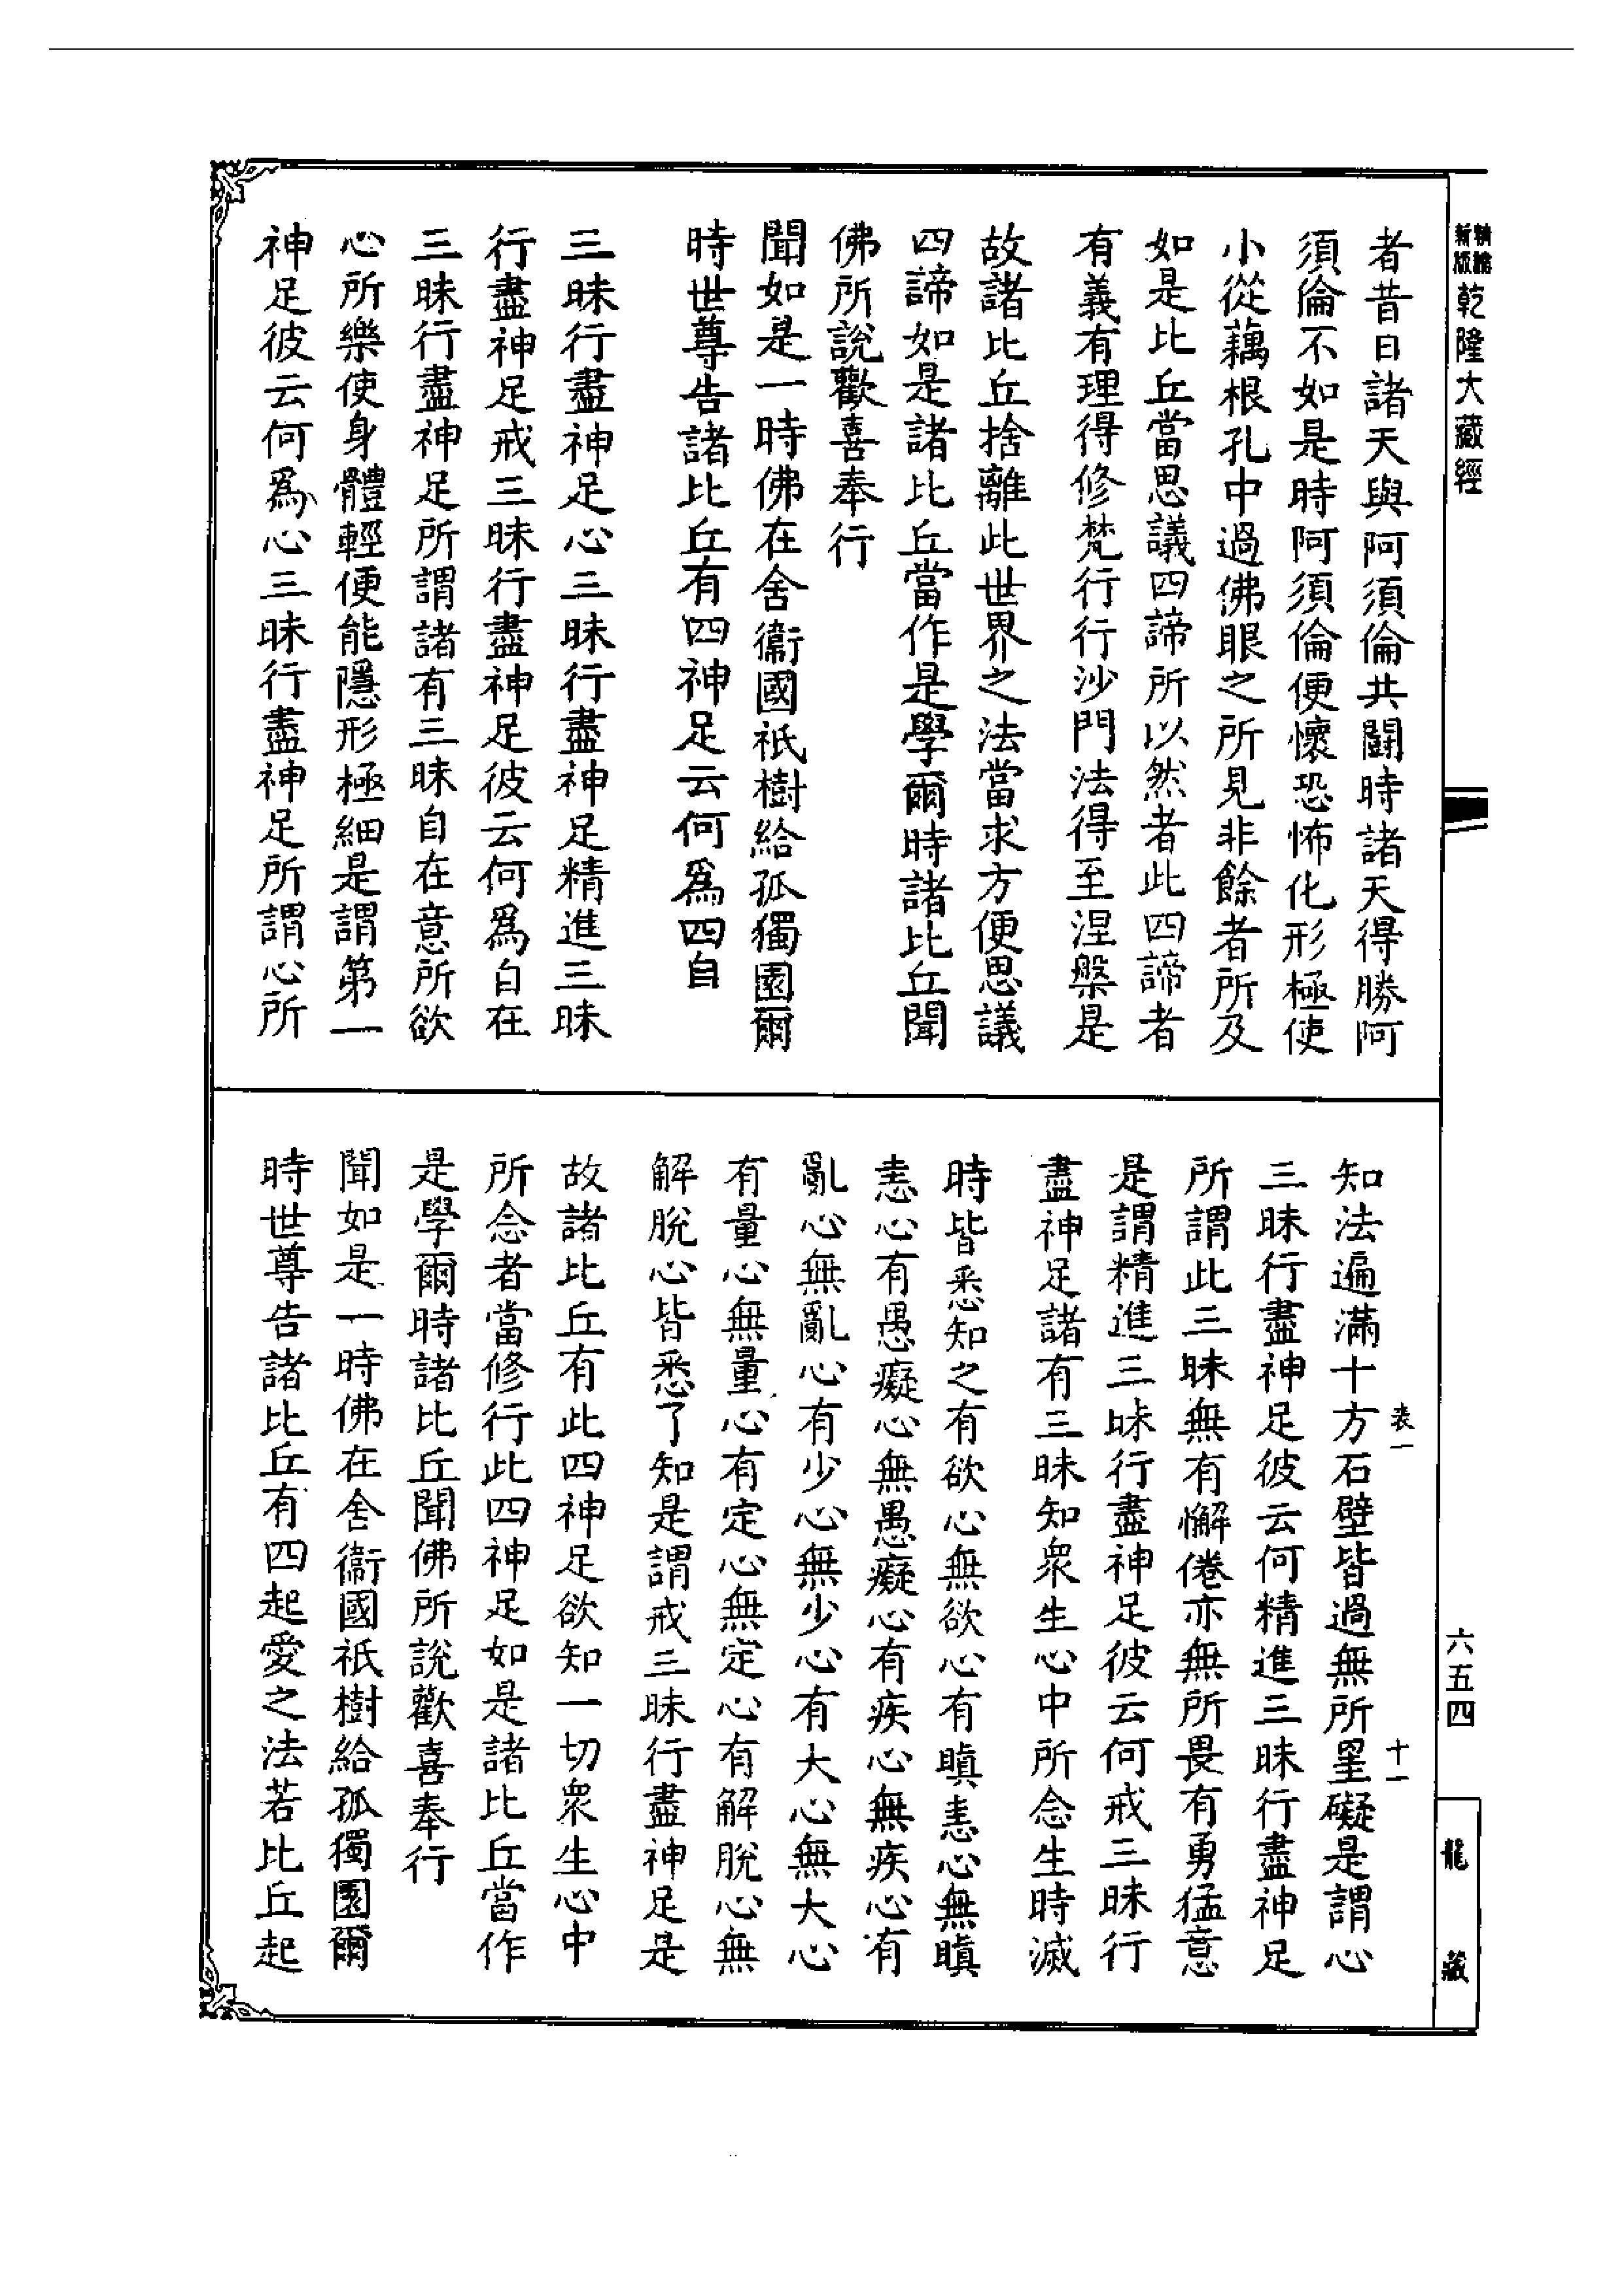 精縮新版乾隆大藏經
者昔日諸天與阿須倫共鬪時諸天得勝阿
須倫不如是時阿須倫便懷恐怖化形極使
小從藕根孔中過佛眼之所見非餘者所及
如是比丘當思議四諦所以然者此四諦者
有義有理得修梵行行沙門法得至涅槃是
故諸比丘捨離此世界之法當求方便思議
四諦如是諸比丘當作是學爾時諸比丘聞
佛所說歡喜奉行
聞如是一時佛在舍衞國祇樹給孤獨園爾
時世尊告諸比丘有四神足云何爲四自
三昧行盡神足心三昧行盡神足精進三昧
行盡神足戒三昧行盡神足彼云何爲自在
三昧行盡神足所謂諸有三昧自在意所欲
心所樂使身體輕便能隱形極細是謂第一
神足彼云何爲心三昧行盡神足所謂心所
表一
十一
知法遍滿十方石壁皆過無所罣礙是謂心
三昧行盡神足彼云何精進三昧行盡神足
所謂此三昧無有懈倦亦無所畏有勇猛意
是謂精進三昧行盡神足彼云何戒三昧行
盡神足諸有三昧知衆生心中所念生時滅
時皆悉知之有欲心無欲心有瞋恚心無瞋
恚心有愚癡心無愚癡心有疾心無疾心有
亂心無亂心有少心無少心有大心無大心
有量心無量心有定心無定心有解脫心無
解脫心皆悉了知是謂戒三昧行盡神足是
故諸比丘有此四神足欲知一切衆生心中
所念者當修行此四神足如是諸比丘當作
是學爾時諸比丘聞佛所說歡喜奉行
聞如是一時佛在舍衞國祇樹給孤獨園爾
時世尊告諸比丘有四起愛之法若比丘起
六五四
龍藏